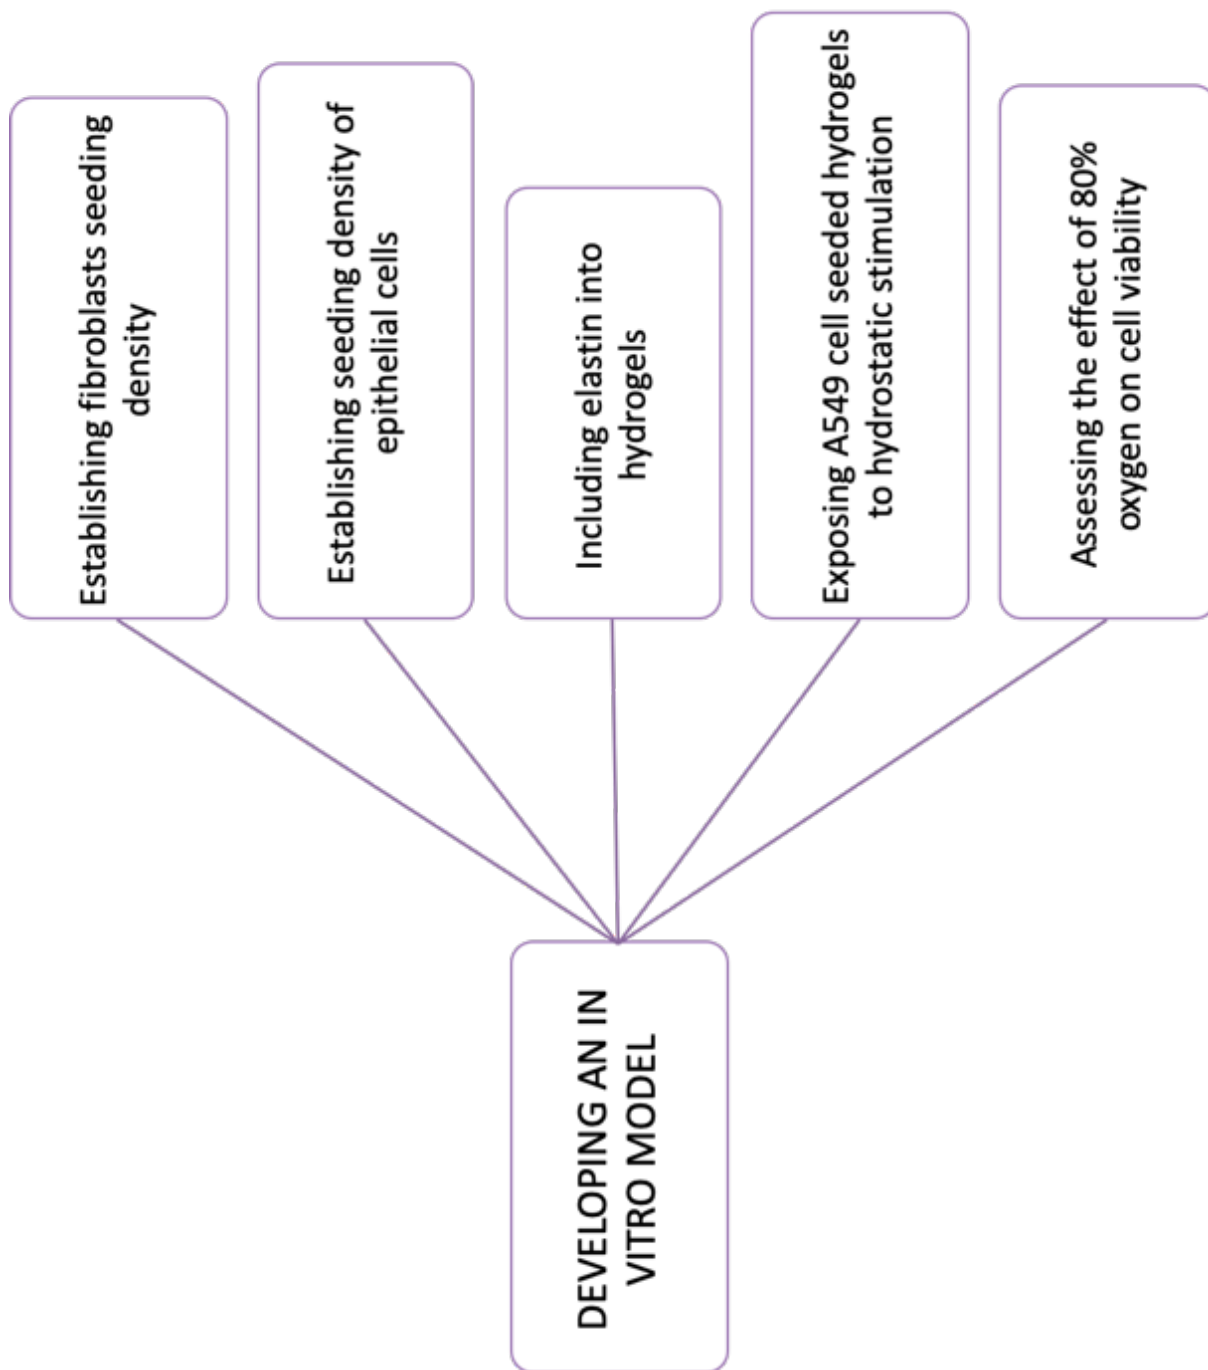 DEVELOPING AN IN
VITRO MODEL
Establishing fibroblasts seeding
density
Establishing seeding density of
epithelial cells
Including elastin into
hydrogels
Exposing A549 cell seeded hydrogels
to hydrostatic stimulation
Assessing the effect of 80%
oxygen on cell viability